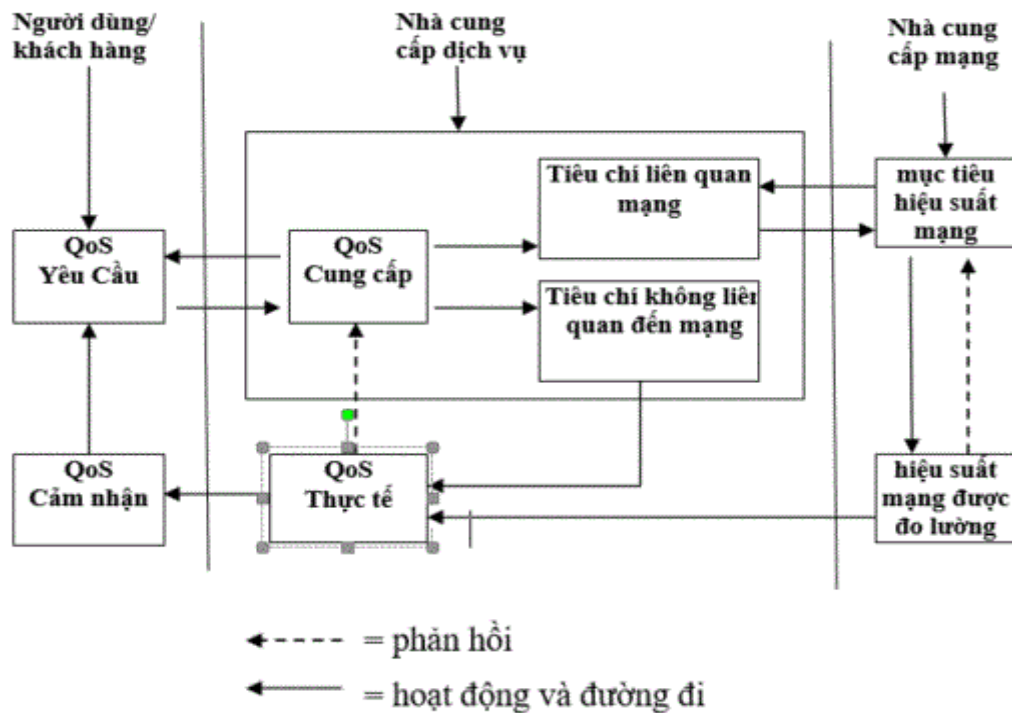 Người dùng/
khách hàng
Nhà cung
cấp dịch vụ
Nhà cung
cấp mạng
Tiêu chí liên quan
mạng
mục tiêu
hiệu suất
mạng
QoS
Yêu Cầu
QoS
Cung cấp
Tiêu chí không liên
quan đến mạng
QoS
Cảm nhận
QoS
Thực tế
hiệu suất
mạng được
đo lường
= phản hồi
= hoạt động và đường đi